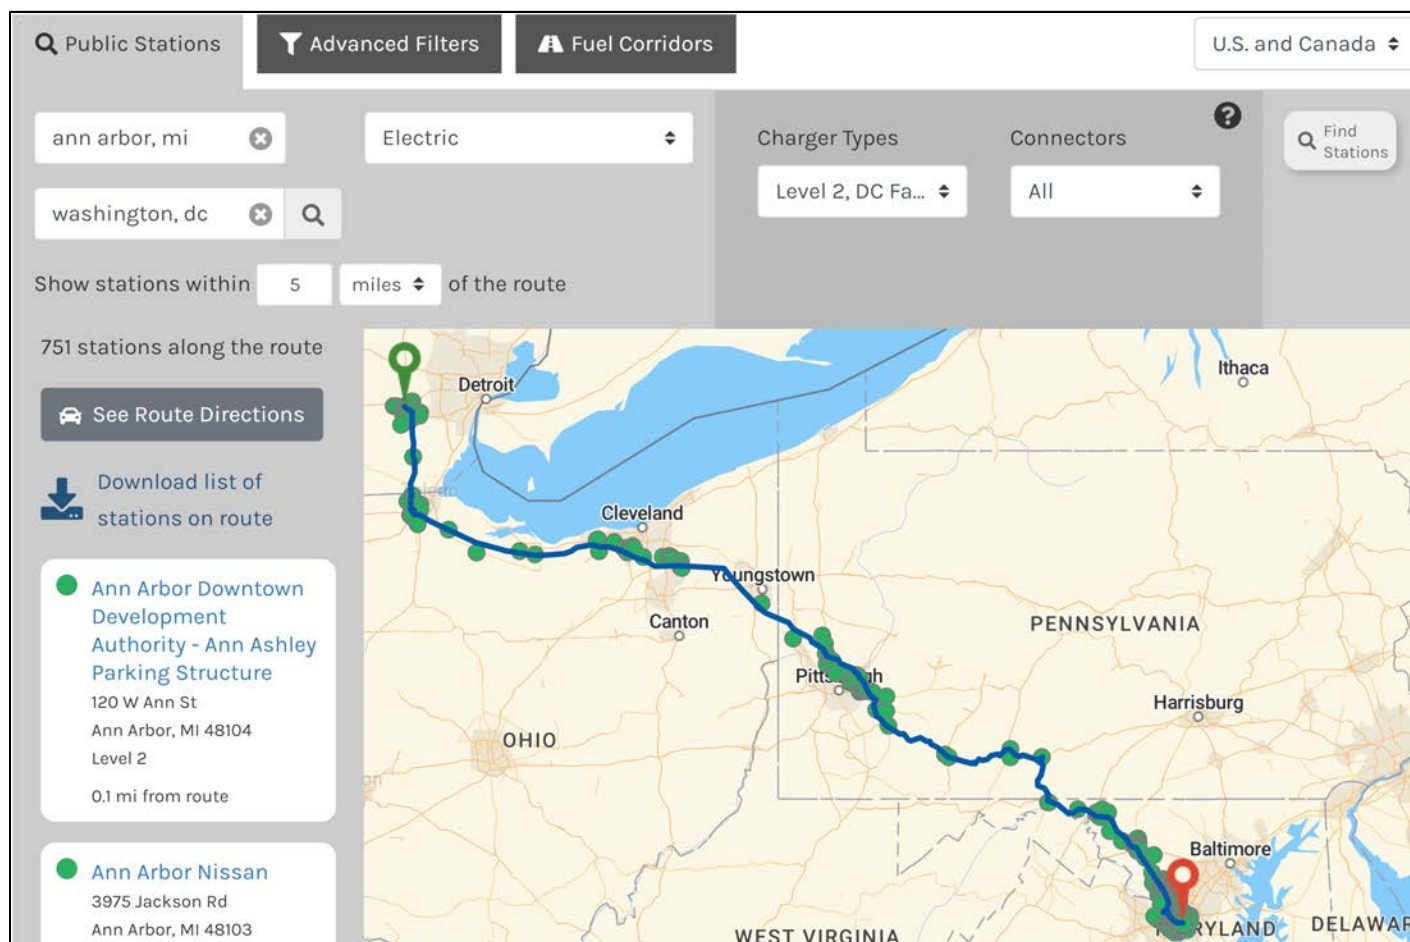 Public Stations
Advanced Filters
Fuel Corridors
U.S. and Canada
ann arbor, mi
Electric
Charger Types
Connectors
?
Find
Stations
washington, dc
Level 2, DC Fa...
All
Show stations within 5 miles of the route
751 stations along the route
See Route Directions
Download list of
stations on route
Ann Arbor Downtown
Development
Authority - Ann Ashley
Parking Structure
120 W Ann St
Ann Arbor, MI 48104
Level 2
0.1 mi from route
Ann Arbor Nissan
3975 Jackson Rd
Ann Arbor, MI 48103
Detroit
Ithaca
Cleveland
Youngstown
Canton
PENNSYLVANIA
Harrisburg
OHIO
Baltimore
WEST VIRGINIA
DELAWAR